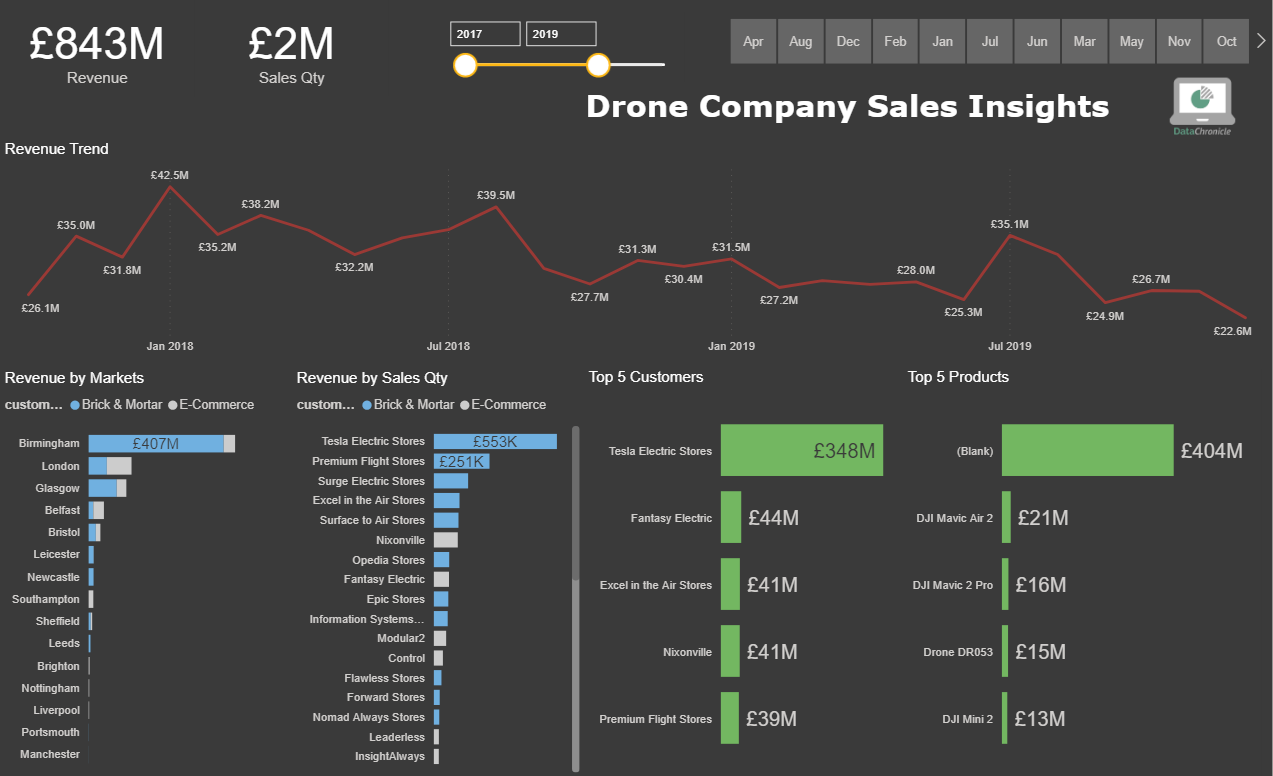 £843M
Revenue
£2M
Sales Qty
2017 2019
Apr Aug Dec Feb Jan Jul Jun Mar May Nov Oct
Drone Company Sales Insights
DataChronicle
Revenue Trend
£26.1M
£35.0M
£31.8M
£42.5M
£35.2M
£38.2M
£32.2M
£39.5M
£27.7M
£31.3M
£30.4M
£31.5M
£27.2M
£28.0M
£25.3M
£35.1M
£24.9M
£26.7M
£22.6M
Jan 2018 Jul 2018 Jan 2019 Jul 2019
Revenue by Markets
custom... Brick & Mortar E-Commerce
Birmingham £407M
London
Glasgow
Belfast
Bristol
Leicester
Newcastle
Southampton
Sheffield
Leeds
Brighton
Nottingham
Liverpool
Portsmouth
Manchester
Revenue by Sales Qty
custom... Brick & Mortar E-Commerce
Tesla Electric Stores £553K
Premium Flight Stores £251K
Surge Electric Stores
Excel in the Air Stores
Surface to Air Stores
Nixonville
Opedia Stores
Fantasy Electric
Epic Stores
Information Systems...
Modular2
Control
Flawless Stores
Forward Stores
Nomad Always Stores
Leaderless
InsightAlways
Top 5 Customers
Tesla Electric Stores £348M
Fantasy Electric £44M
Excel in the Air Stores £41M
Nixonville £41M
Premium Flight Stores £39M
Top 5 Products
(Blank) £404M
DJI Mavic Air 2 £21M
DJI Mavic 2 Pro £16M
Drone DR053 £15M
DJI Mini 2 £13M